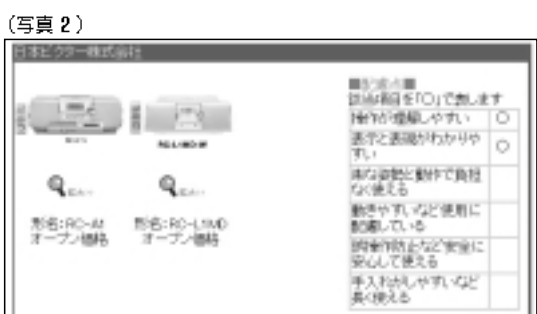 (写真2)
日本ビクター株式会社
■配慮点■
該当項目を「○」で表します
操作が理解しやすい ○
表示と表現がわかりやすい ○
楽な姿勢と動作で負担なく使える
動きやすいなど使用に配慮している
誤操作防止など安全に安心して使える
手入れがしやすいなど長く使える
形名:RC-A1
オープン価格
形名:RC-L1MD
オープン価格